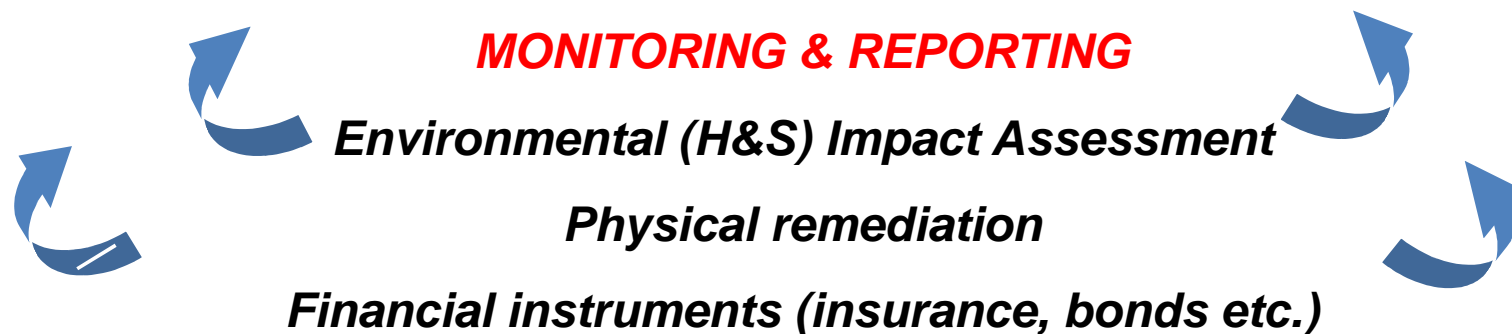 MONITORING & REPORTING
Environmental (H&S) Impact Assessment
Physical remediation
Financial instruments (insurance, bonds etc.)